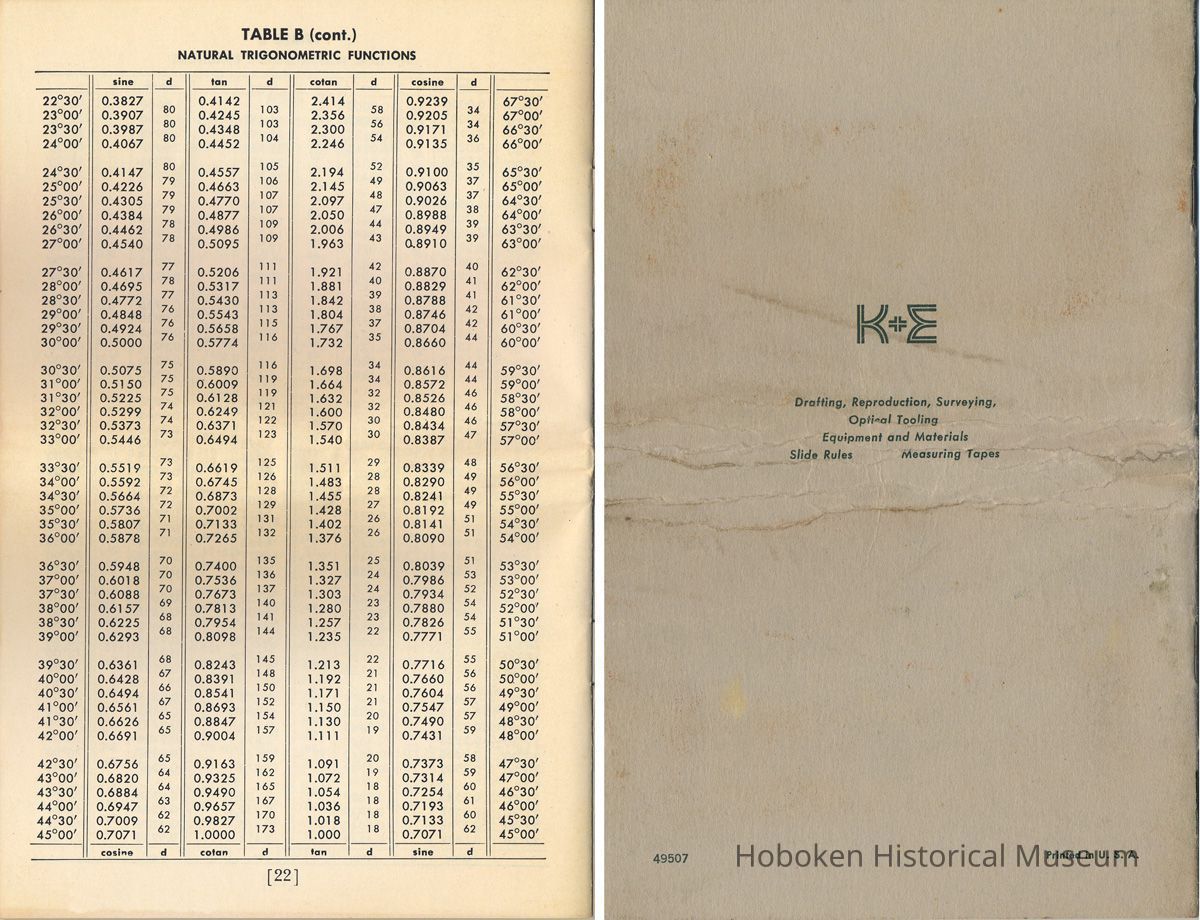 TABLE B (cont.)
NATURAL TRIGONOMETRIC FUNCTIONS
sine d tan d cotan d cosine d
22°30′ 0.3827 0.4142 2.414 0.9239 67°30′
80 103 58 34
23°00′ 0.3907 0.4245 2.356 0.9205 67°00′
80 103 56 34
23°30′ 0.3987 0.4348 2.300 0.9171 66°30′
80 104 54 36
24°00′ 0.4067 0.4452 2.246 0.9135 66°00′
80 105 52 35
24°30′ 0.4147 0.4557 2.194 0.9100 65°30′
79 106 49 37
25°00′ 0.4226 0.4663 2.145 0.9063 65°00′
79 107 48 37
25°30′ 0.4305 0.4770 2.097 0.9026 64°30′
79 107 47 38
26°00′ 0.4384 0.4877 2.050 0.8988 64°00′
78 109 44 39
26°30′ 0.4462 0.4986 2.006 0.8949 63°30′
78 109 43 39
27°00′ 0.4540 0.5095 1.963 0.8910 63°00′
77 111 42 40
27°30′ 0.4617 0.5206 1.921 0.8870 62°30′
78 111 40 41
28°00′ 0.4695 0.5317 1.881 0.8829 62°00′
77 113 39 41
28°30′ 0.4772 0.5430 1.842 0.8788 61°30′
76 113 38 42
29°00′ 0.4848 0.5543 1.804 0.8746 61°00′
76 115 37 42
29°30′ 0.4924 0.5658 1.767 0.8704 60°30′
76 116 35 44
30°00′ 0.5000 0.5774 1.732 0.8660 60°00′
75 116 34 44
30°30′ 0.5075 0.5890 1.698 0.8616 59°30′
75 119 34 44
31°00′ 0.5150 0.6009 1.664 0.8572 59°00′
75 119 32 46
31°30′ 0.5225 0.6128 1.632 0.8526 58°30′
74 121 32 46
32°00′ 0.5299 0.6249 1.600 0.8480 58°00′
74 122 30 46
32°30′ 0.5373 0.6371 1.570 0.8434 57°30′
73 123 30 47
33°00′ 0.5446 0.6494 1.540 0.8387 57°00′
73 125 29 48
33°30′ 0.5519 0.6619 1.511 0.8339 56°30′
73 126 28 49
34°00′ 0.5592 0.6745 1.483 0.8290 56°00′
72 128 28 49
34°30′ 0.5664 0.6873 1.455 0.8241 55°30′
72 129 27 49
35°00′ 0.5736 0.7002 1.428 0.8192 55°00′
71 131 26 51
35°30′ 0.5807 0.7133 1.402 0.8141 54°30′
71 132 26 51
36°00′ 0.5878 0.7265 1.376 0.8090 54°00′
70 135 25 51
36°30′ 0.5948 0.7400 1.351 0.8039 53°30′
70 136 24 53
37°00′ 0.6018 0.7536 1.327 0.7986 53°00′
70 137 24 52
37°30′ 0.6088 0.7673 1.303 0.7934 52°30′
69 140 23 54
38°00′ 0.6157 0.7813 1.280 0.7880 52°00′
68 141 23 54
38°30′ 0.6225 0.7954 1.257 0.7826 51°30′
68 144 22 55
39°00′ 0.6293 0.8098 1.235 0.7771 51°00′
68 145 22 55
39°30′ 0.6361 0.8243 1.213 0.7716 50°30′
67 148 21 56
40°00′ 0.6428 0.8391 1.192 0.7660 50°00′
66 150 21 56
40°30′ 0.6494 0.8541 1.171 0.7604 49°30′
67 152 21 57
41°00′ 0.6561 0.8693 1.150 0.7547 49°00′
65 154 20 57
41°30′ 0.6626 0.8847 1.130 0.7490 48°30′
65 157 19 59
42°00′ 0.6691 0.9004 1.111 0.7431 48°00′
65 159 20 58
42°30′ 0.6756 0.9163 1.091 0.7373 47°30′
64 162 19 59
43°00′ 0.6820 0.9325 1.072 0.7314 47°00′
64 165 18 60
43°30′ 0.6884 0.9490 1.054 0.7254 46°30′
63 167 18 61
44°00′ 0.6947 0.9657 1.036 0.7193 46°00′
62 170 18 60
44°30′ 0.7009 0.9827 1.018 0.7133 45°30′
62 173 18 62
45°00′ 0.7071 1.0000 1.000 0.7071 45°00′
cosine d cotan d tan d sine d
[22]
K+E
Drafting, Reproduction, Surveying,
Optical Tooling
Equipment and Materials
Slide Rules Measuring Tapes
49507
Printed in U. S. A.
Hoboken Historical Museum